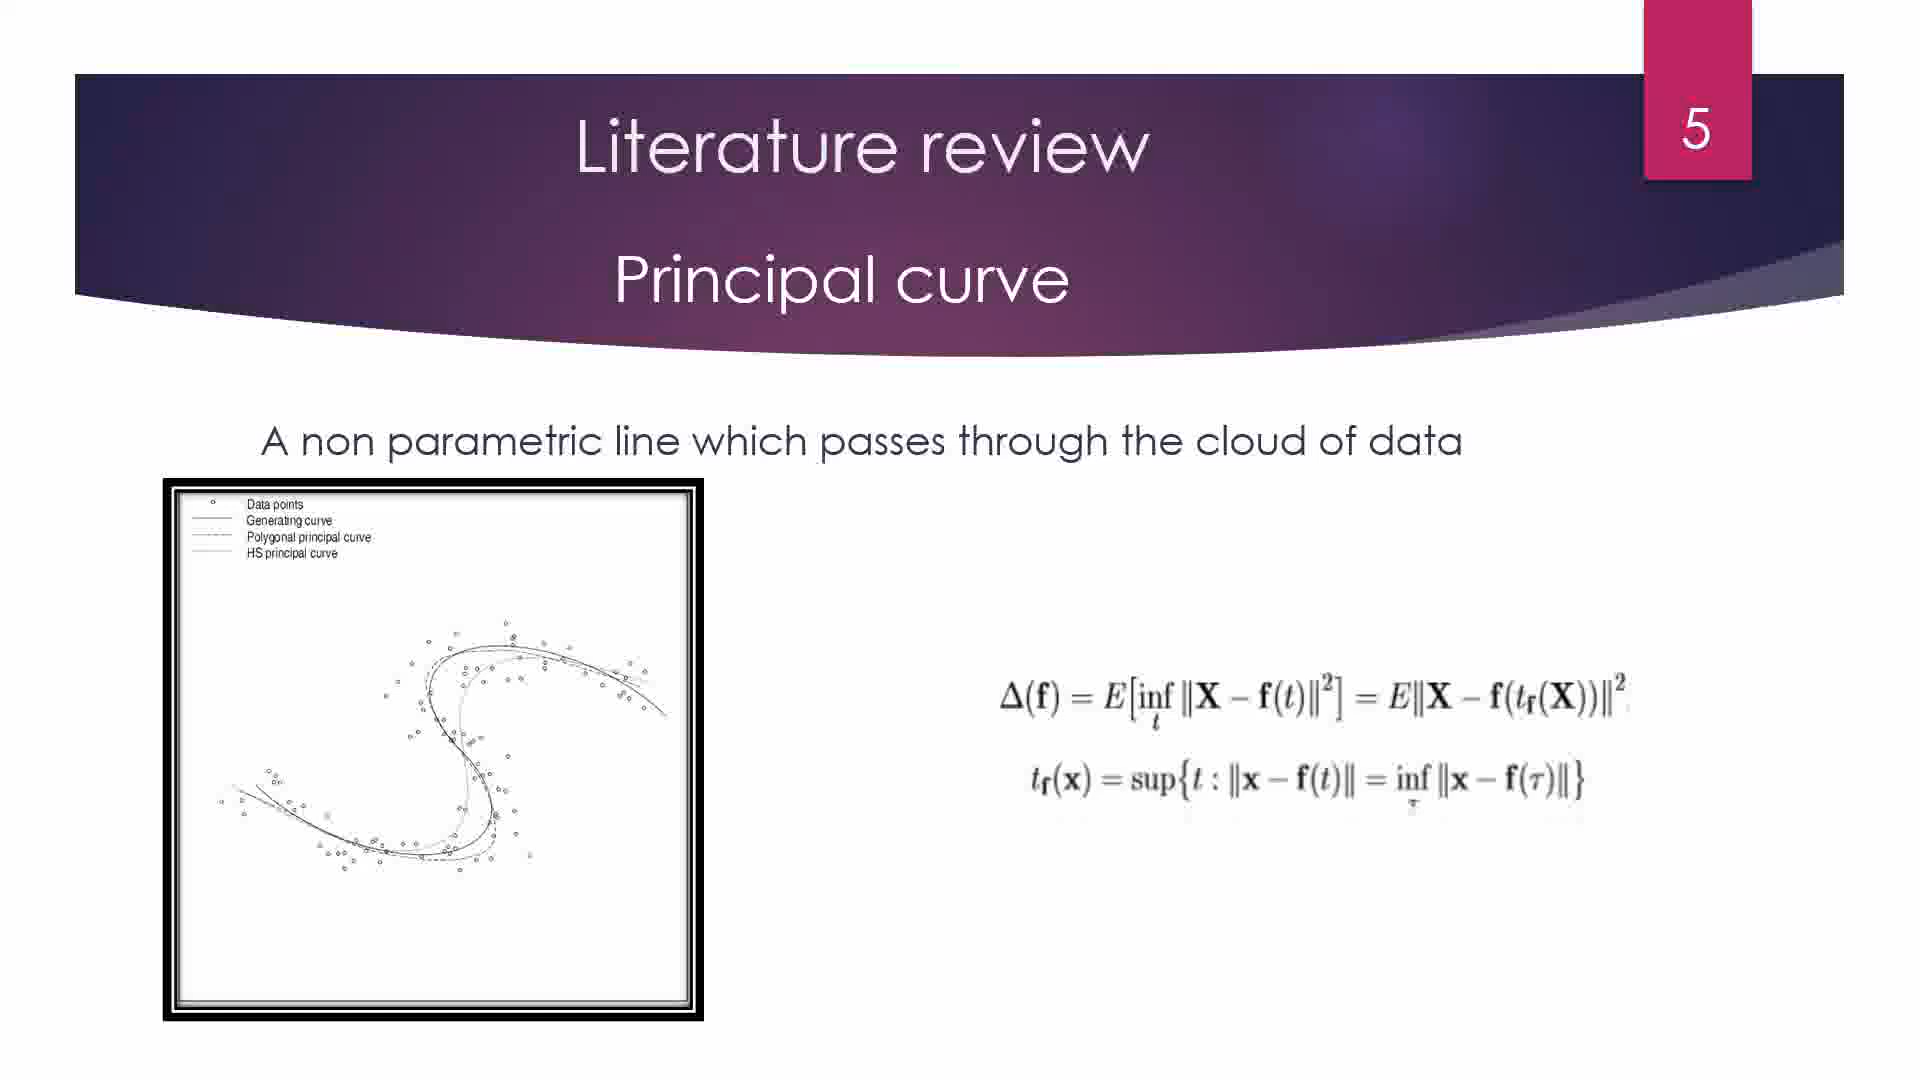 5
Literature review
Principal curve
A non parametric line which passes through the cloud of data
Data points
Generating curve
Polygonal principal curve
HS principal curve
Δ(f) = E[inf_t ‖X − f(t)‖²] = E‖X − f(t_f(X))‖²
t_f(x) = sup{t : ‖x − f(t)‖ = inf_τ ‖x − f(τ)‖}